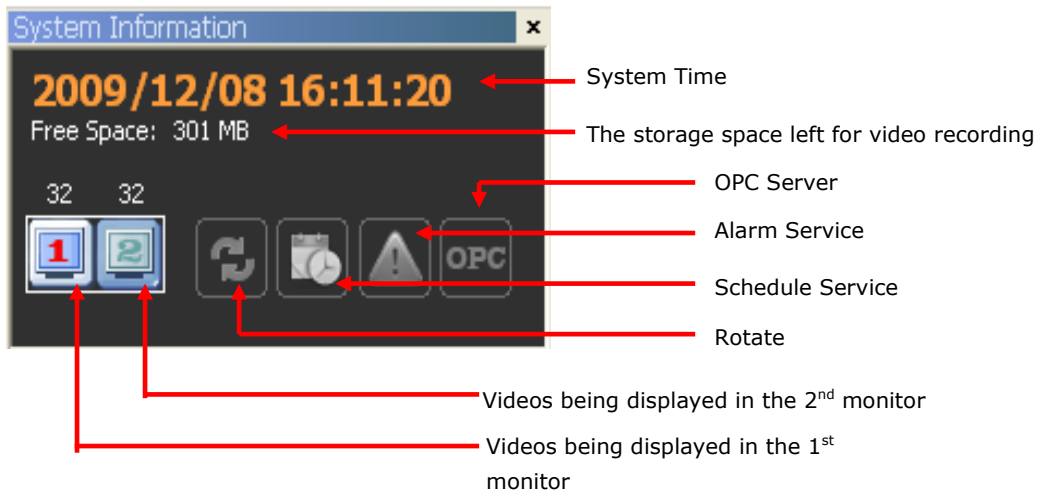 System Information
x
2009/12/08 16:11:20
System Time
Free Space: 301 MB
The storage space left for video recording
32 32
OPC Server
1 2
OPC
Alarm Service
Schedule Service
Rotate
Videos being displayed in the 2nd monitor
Videos being displayed in the 1st
monitor